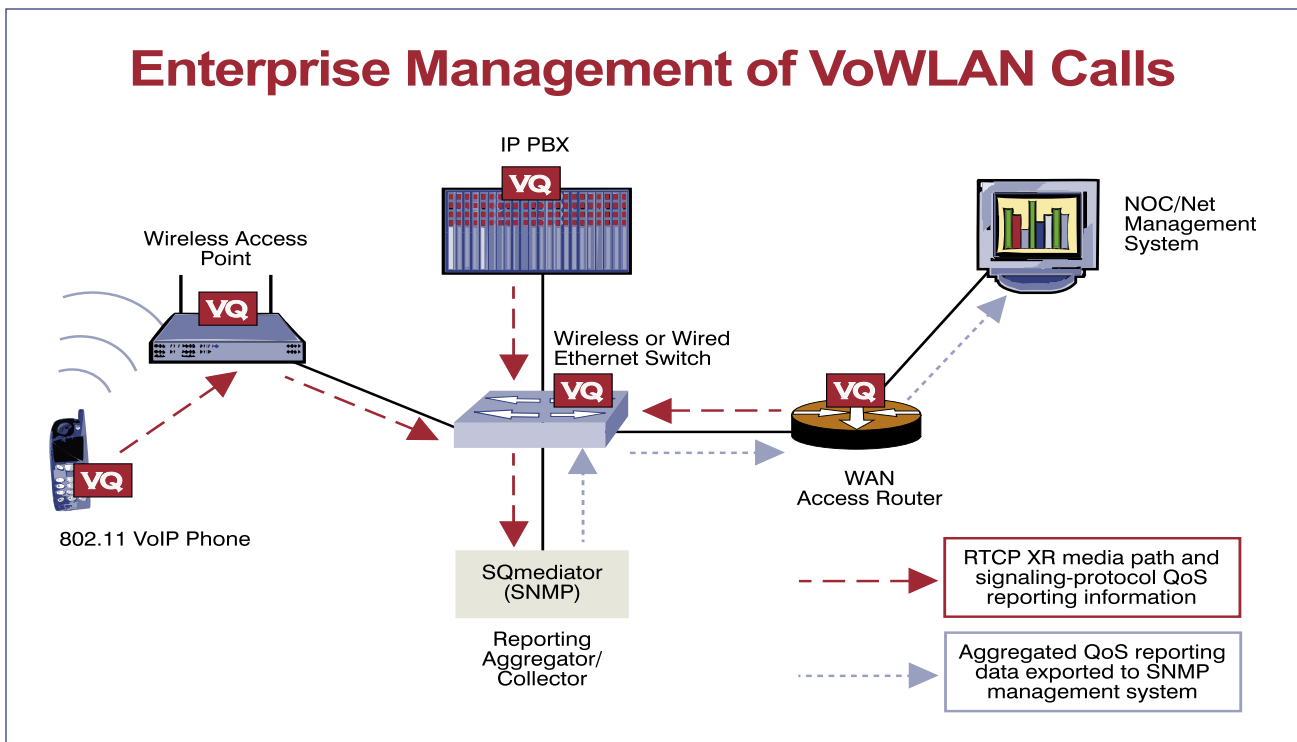 Enterprise Management of VoWLAN Calls
IP PBX
VQ
NOC/Net
Management
System
Wireless Access
Point
VQ
Wireless or Wired
Ethernet Switch
VQ
VQ
VQ
WAN
Access Router
802.11 VoIP Phone
SQmediator
(SNMP)
Reporting
Aggregator/
Collector
RTCP XR media path and
signaling-protocol QoS
reporting information
Aggregated QoS reporting
data exported to SNMP
management system